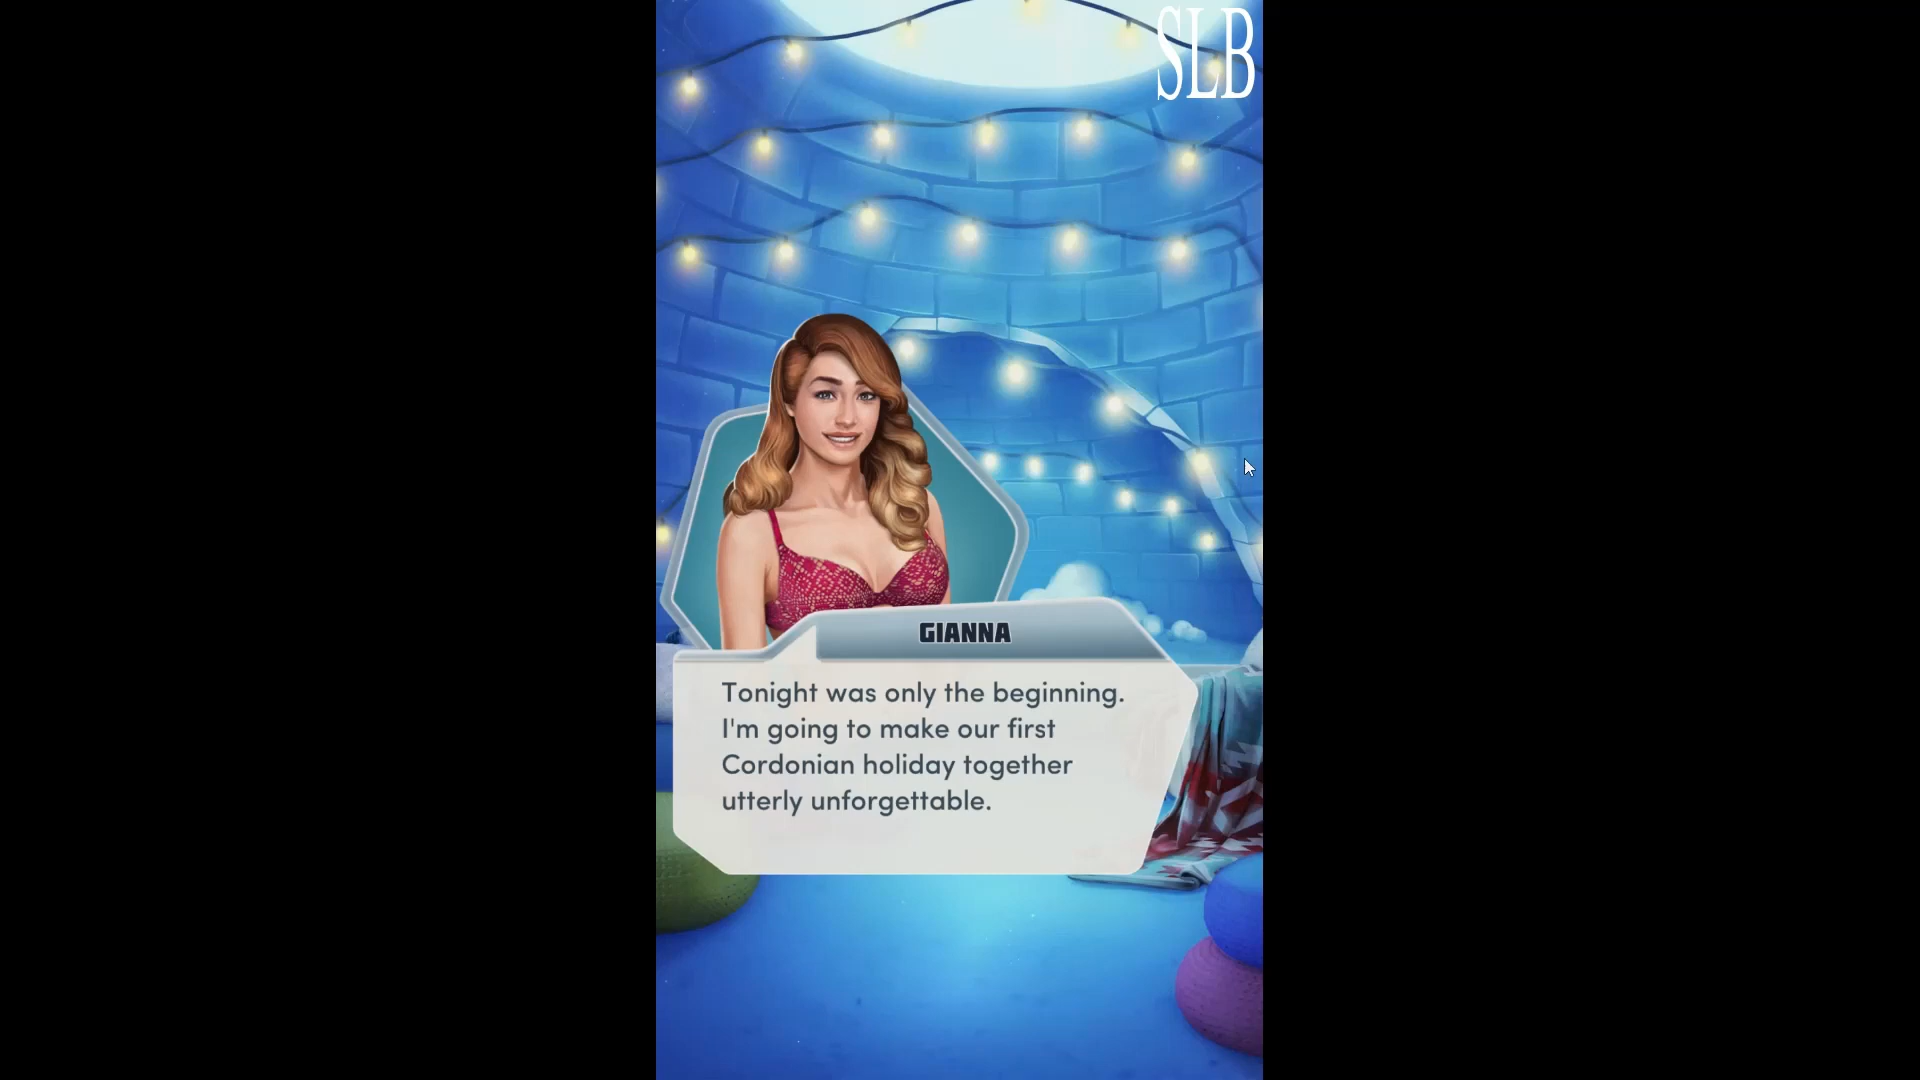 SLB
GIANNA
Tonight was only the beginning.
I'm going to make our first
Cordonian holiday together
utterly unforgettable.